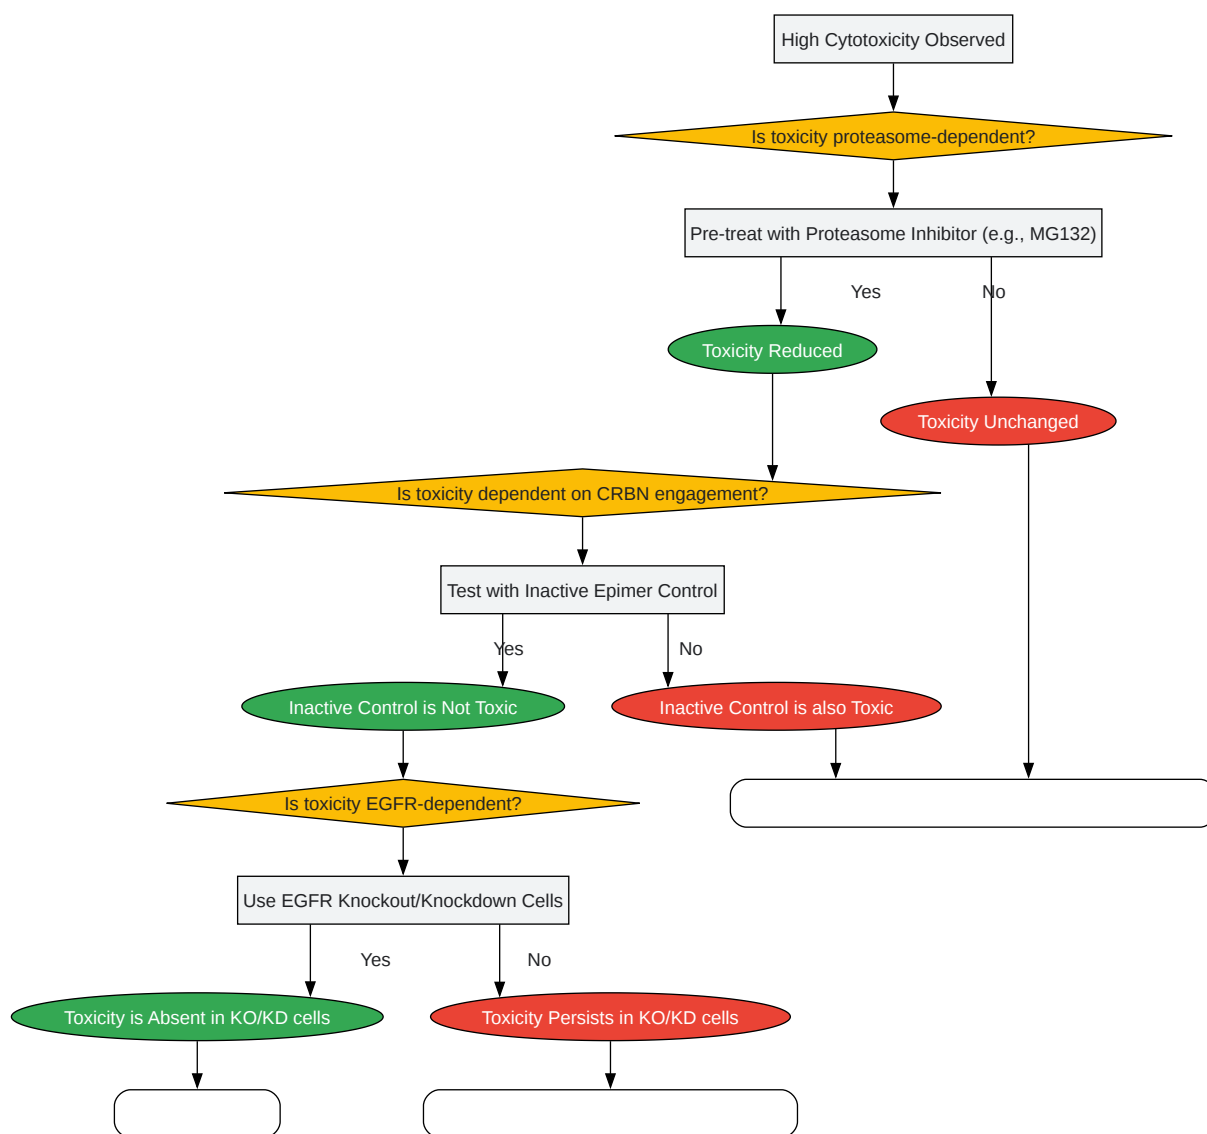 High Cytotoxicity Observed
Is toxicity proteasome-dependent?
Pre-treat with Proteasome Inhibitor (e.g., MG132)
Yes
No
Toxicity Reduced
Toxicity Unchanged
Is toxicity dependent on CRBN engagement?
Test with Inactive Epimer Control
Yes
No
Inactive Control is Not Toxic
Inactive Control is also Toxic
Is toxicity EGFR-dependent?
Use EGFR Knockout/Knockdown Cells
Yes
No
Toxicity is Absent in KO/KD cells
Toxicity Persists in KO/KD cells